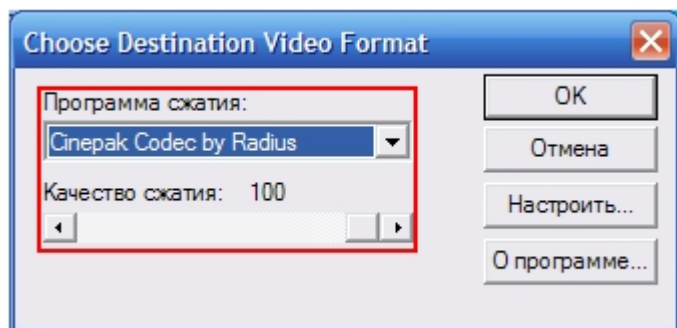 Choose Destination Video Format
Программа сжатия:
Cinepak Codec by Radius
Качество сжатия: 100
OK
Отмена
Настроить...
О программе...